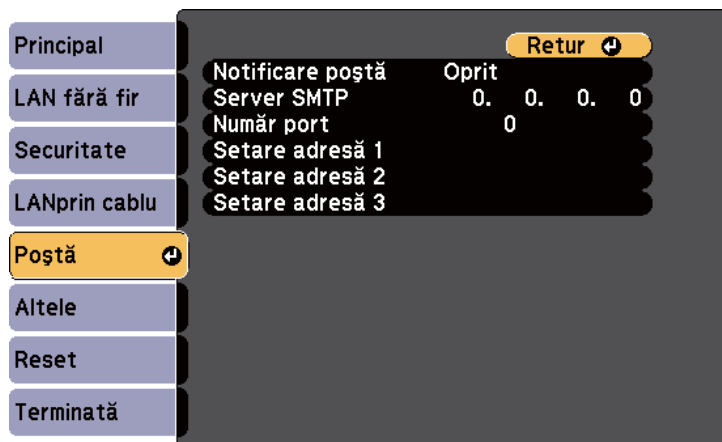 Principal
LAN fără fir
Securitate
LANprin cablu
Poştă
Altele
Reset
Terminată
Retur
Notificare poştă Oprit
Server SMTP 0. 0. 0. 0
Număr port 0
Setare adresă 1
Setare adresă 2
Setare adresă 3